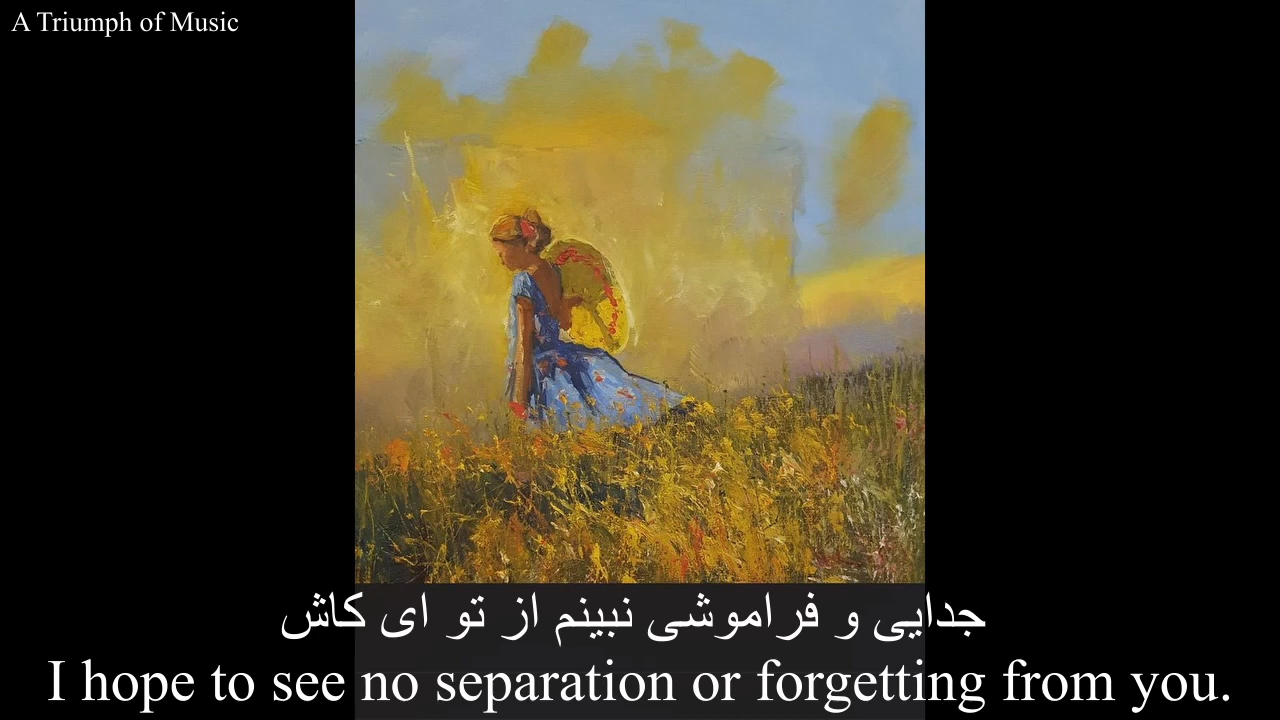 A Triumph of Music
جدایی و فراموشی نبینم از تو ای کاش
I hope to see no separation or forgetting from you.